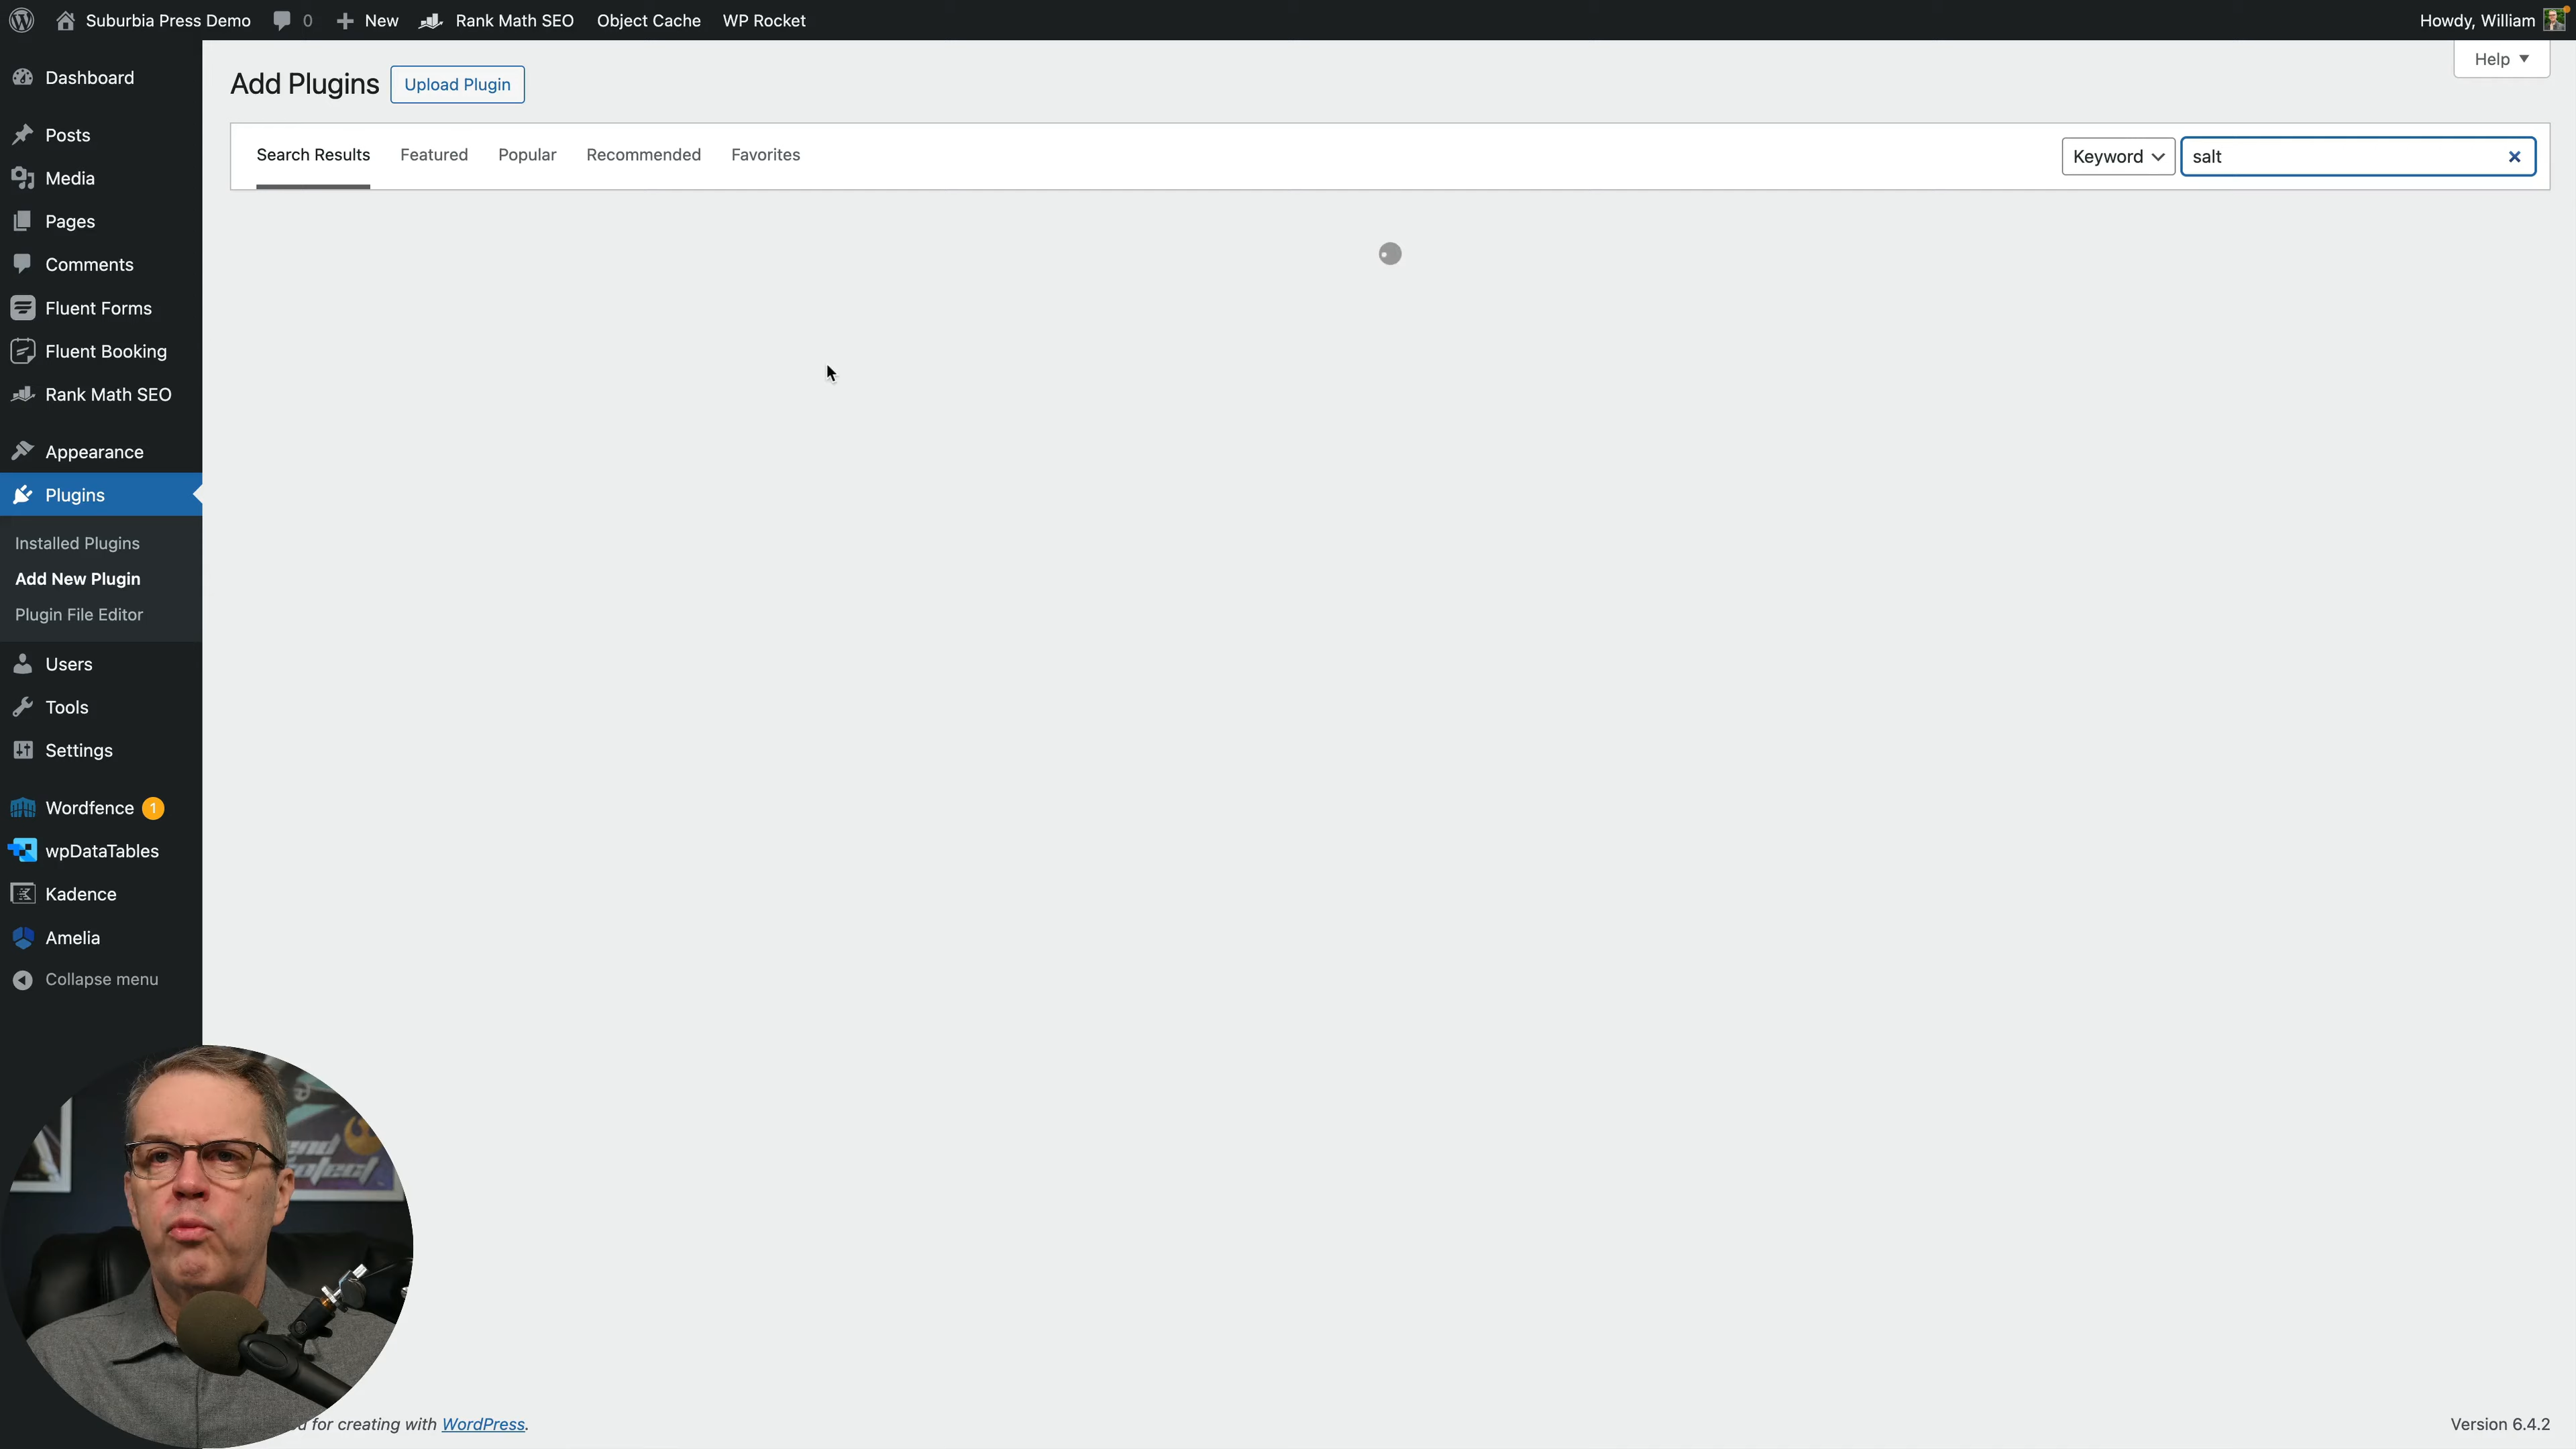 Suburbia Press Demo
0
New
Rank Math SEO
Object Cache
WP Rocket
Howdy, William
Help
Dashboard
Posts
Media
Pages
Comments
Fluent Forms
Fluent Booking
Rank Math SEO
Appearance
Plugins
Installed Plugins
Add New Plugin
Plugin File Editor
Users
Tools
Settings
Wordfence 1
wpDataTables
Kadence
Amelia
Collapse menu
Add Plugins
Upload Plugin
Search Results
Featured
Popular
Recommended
Favorites
Keyword
salt
for creating with WordPress.
Version 6.4.2